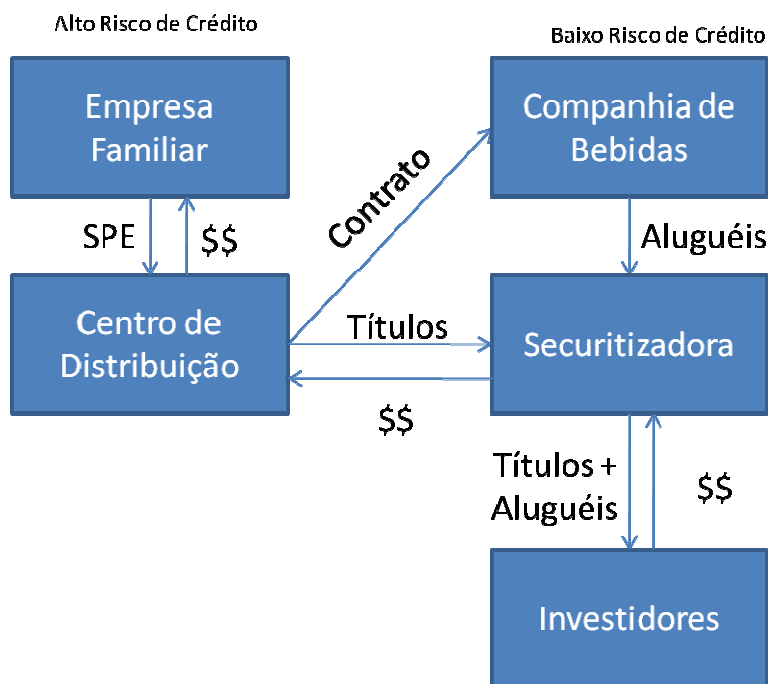 Alto Risco de Crédito
Baixo Risco de Crédito
Empresa
Familiar
Companhia de
Bebidas
Contrato
SPE
$$
Aluguéis
Centro de
Distribuição
Títulos
Securitizadora
$$
Títulos +
Aluguéis
$$
Investidores